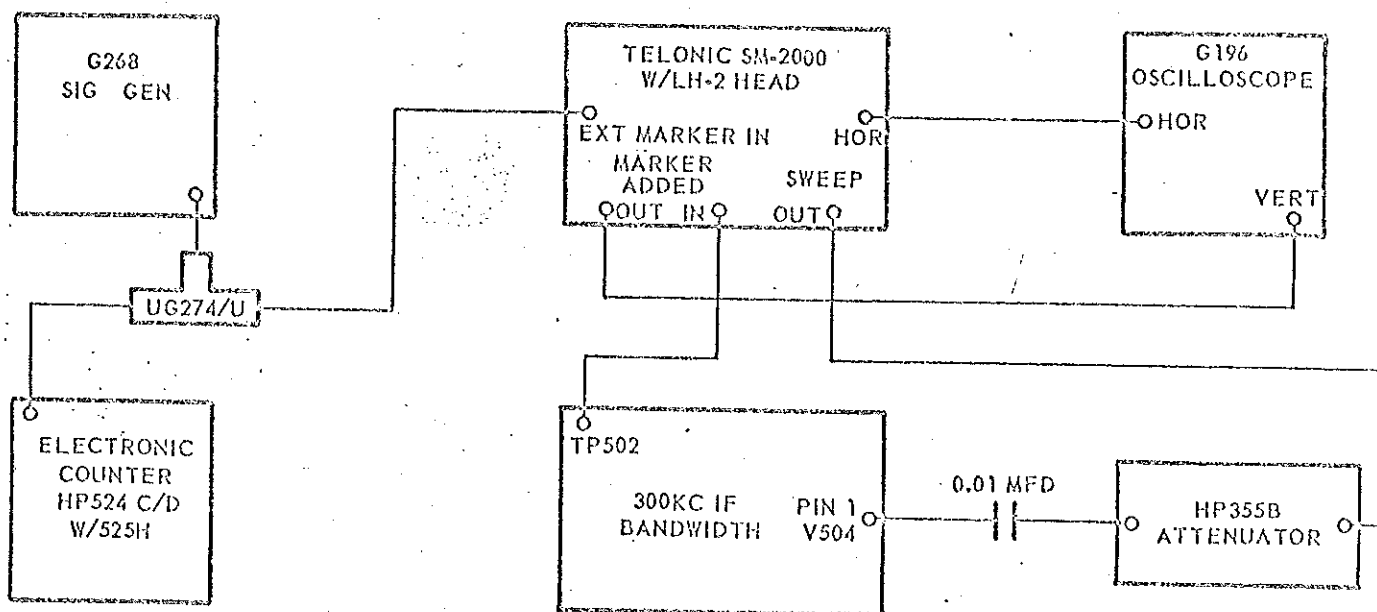 G268
SIG GEN
UG274/U
ELECTRONIC
COUNTER
HP524 C/D
W/525H
TELONIC SM-2000
W/LH-2 HEAD
EXT MARKER IN
HOR
MARKER
ADDED
SWEEP
OUT IN
OUT
G196
OSCILLOSCOPE
HOR
VERT
TP502
300KC IF
BANDWIDTH
PIN 1
V504
0.01 MFD
HP355B
ATTENUATOR